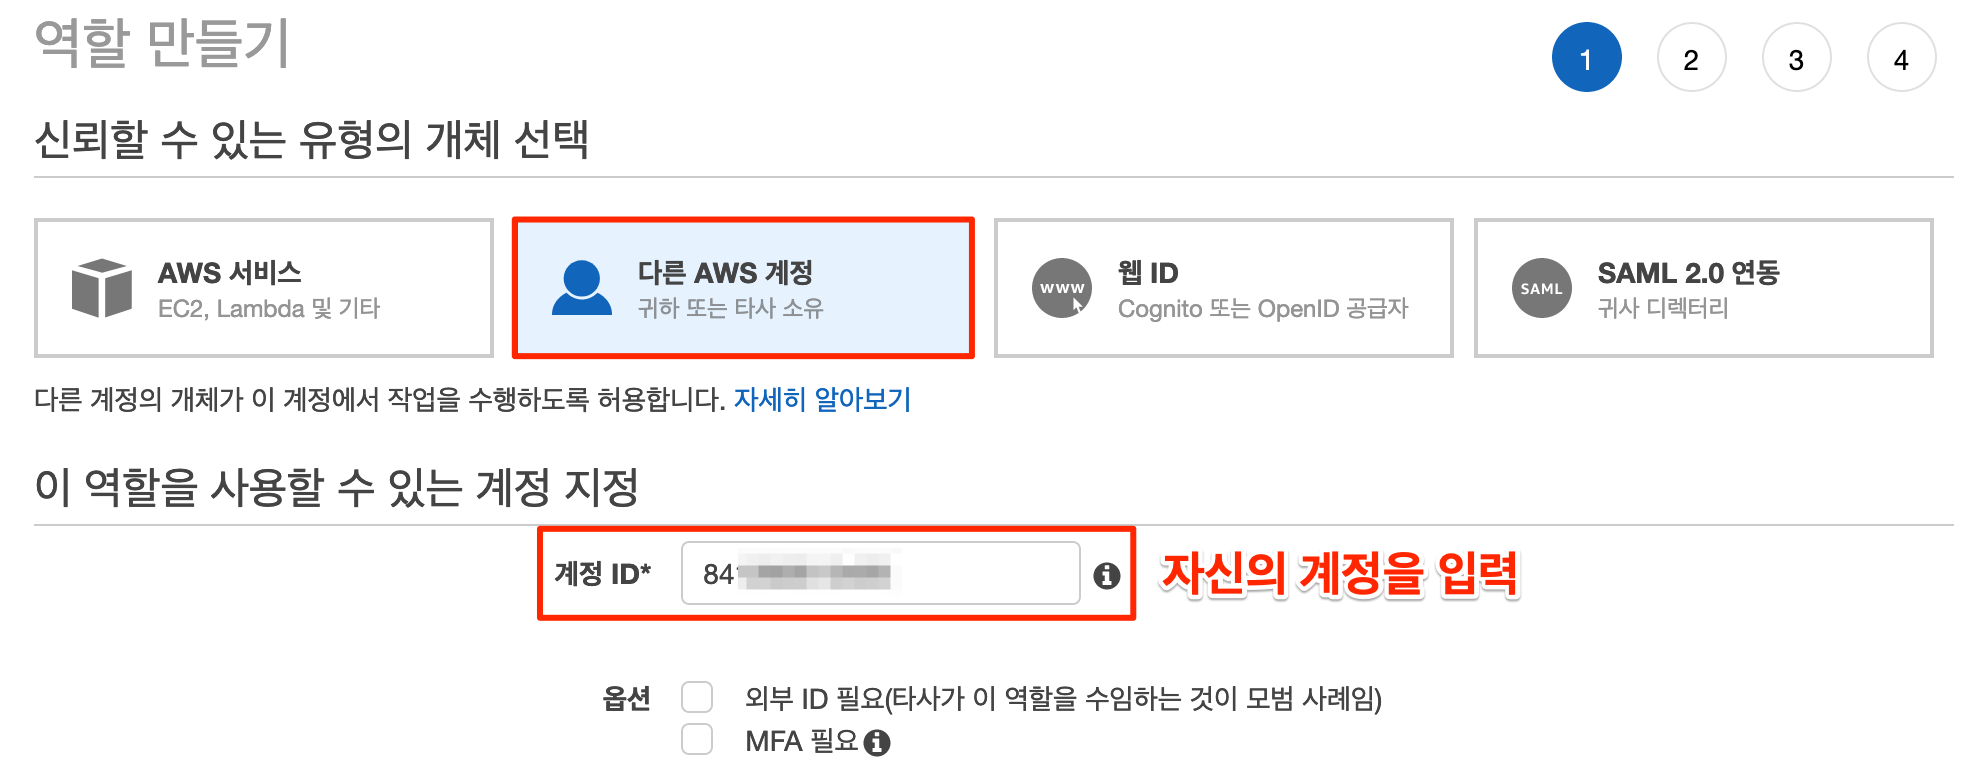 역할 만들기
1 2 3 4
신뢰할 수 있는 유형의 개체 선택
AWS 서비스
EC2, Lambda 및 기타
다른 AWS 계정
귀하 또는 타사 소유
WWW
웹 ID
Cognito 또는 OpenID 공급자
SAML
SAML 2.0 연동
귀사 디렉터리
다른 계정의 개체가 이 계정에서 작업을 수행하도록 허용합니다. 자세히 알아보기
이 역할을 사용할 수 있는 계정 지정
계정 ID* 84
자신의 계정을 입력
옵션 외부 ID 필요(타사가 이 역할을 수임하는 것이 모범 사례임)
MFA 필요